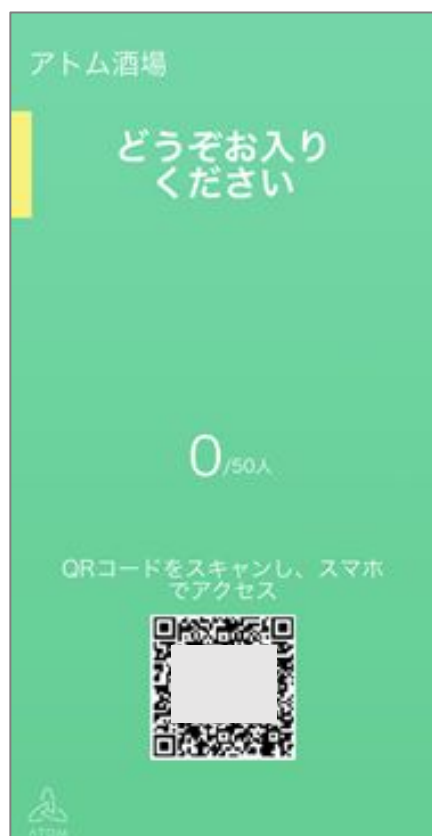 アトム酒場
どうぞお入り
ください
0/50人
QRコードをスキャンし、スマホ
でアクセス
ATOM